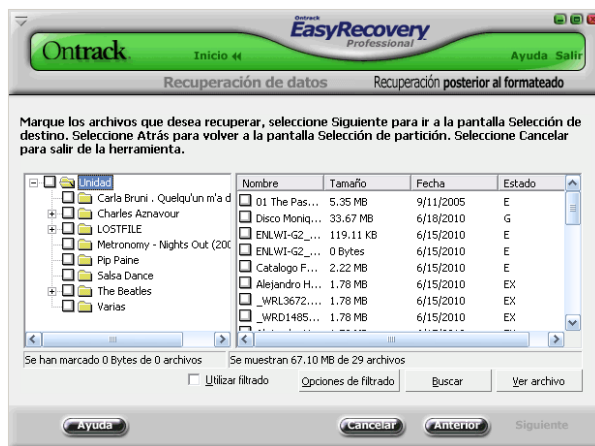 Ontrack
EasyRecovery
Professional
Ontrack
Inicio
Ayuda Salir
Recuperación de datos
Recuperación posterior al formateado
Marque los archivos que desea recuperar, seleccione Siguiente para ir a la pantalla Selección de
destino. Seleccione Atrás para volver a la pantalla Selección de partición. Seleccione Cancelar
para salir de la herramienta.
Unidad
Carla Bruni . Quelqu'un m'a d
Charles Aznavour
LOSTFILE
Metronomy - Nights Out (200
Pip Paine
Salsa Dance
The Beatles
Varias
Nombre Tamaño Fecha Estado
01 The Pas... 5.35 MB 9/11/2005 E
Disco Moniq... 33.67 MB 6/18/2010 G
ENLWI-G2_... 119.11 KB 6/15/2010 E
ENLWI-G2_... 0 Bytes 6/15/2010 E
Catalogo F... 2.22 MB 6/15/2010 E
Alejandro H... 1.78 MB 6/15/2010 EX
_WRL3672.... 1.78 MB 6/15/2010 EX
_WRD1485... 1.78 MB 6/15/2010 EX
Se han marcado 0 Bytes de 0 archivos
Se muestran 67.10 MB de 29 archivos
Utilizar filtrado
Opciones de filtrado
Buscar
Ver archivo
Ayuda
Cancelar
Anterior
Siguiente